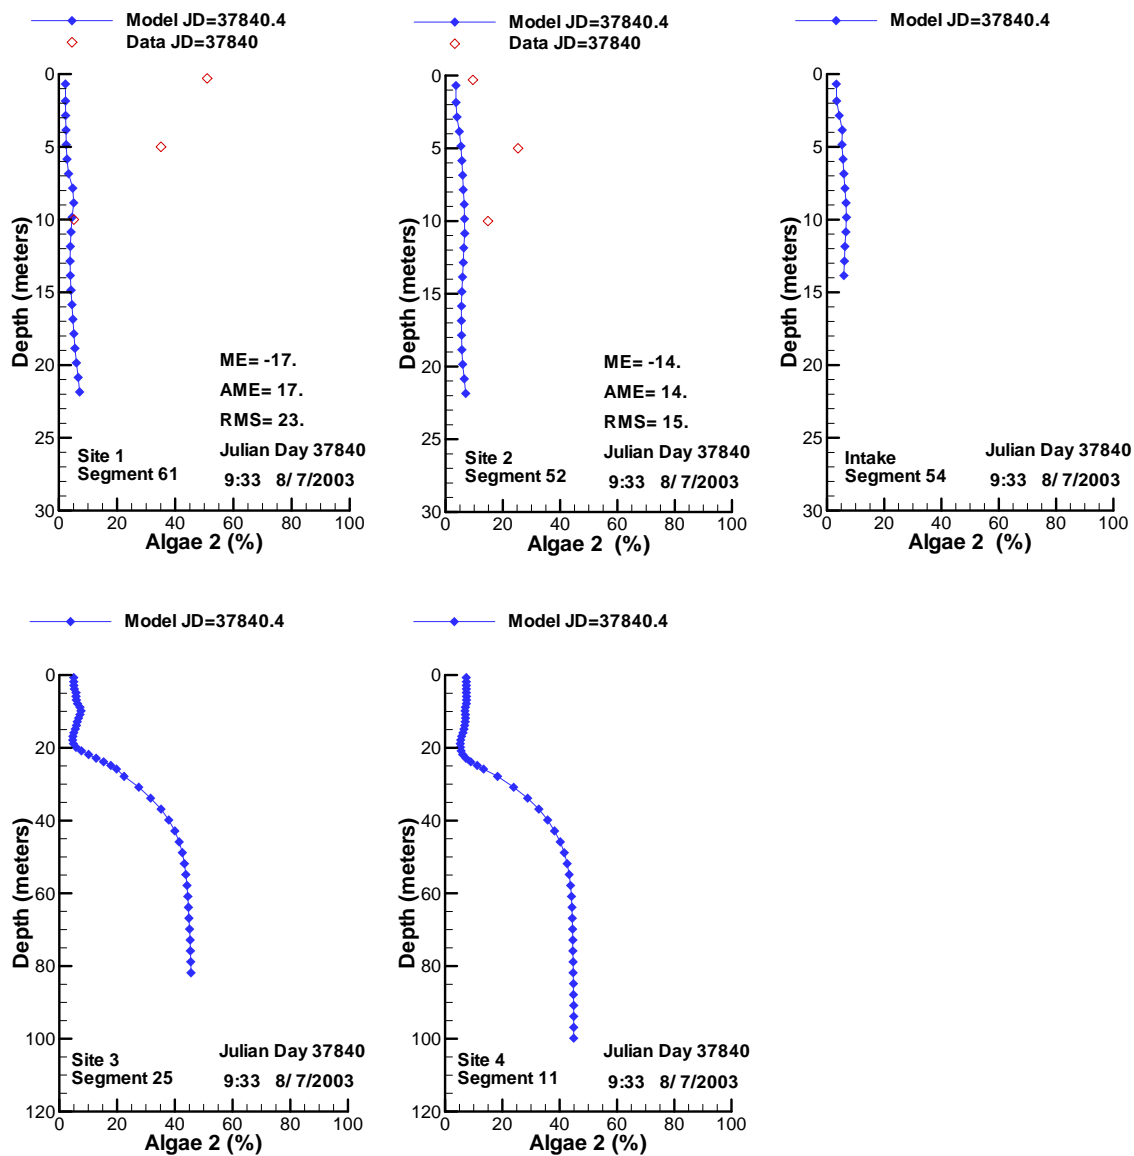 Model JD=37840.4
Data JD=37840
0
5
10
15
20
25
30
Depth (meters)
ME= -17.
AME= 17.
RMS= 23.
Site 1
Segment 61
Julian Day 37840
9:33 8/ 7/2003
0 20 40 60 80 100
Algae 2 (%)
Model JD=37840.4
Data JD=37840
0
5
10
15
20
25
30
Depth (meters)
ME= -14.
AME= 14.
RMS= 15.
Site 2
Segment 52
Julian Day 37840
9:33 8/ 7/2003
0 20 40 60 80 100
Algae 2 (%)
Model JD=37840.4
0
5
10
15
20
25
30
Depth (meters)
Intake
Segment 54
Julian Day 37840
9:33 8/ 7/2003
0 20 40 60 80 100
Algae 2 (%)
Model JD=37840.4
0
20
40
60
80
100
120
Depth (meters)
Site 3
Segment 25
Julian Day 37840
9:33 8/ 7/2003
0 20 40 60 80 100
Algae 2 (%)
Model JD=37840.4
0
20
40
60
80
100
120
Depth (meters)
Site 4
Segment 11
Julian Day 37840
9:33 8/ 7/2003
0 20 40 60 80 100
Algae 2 (%)